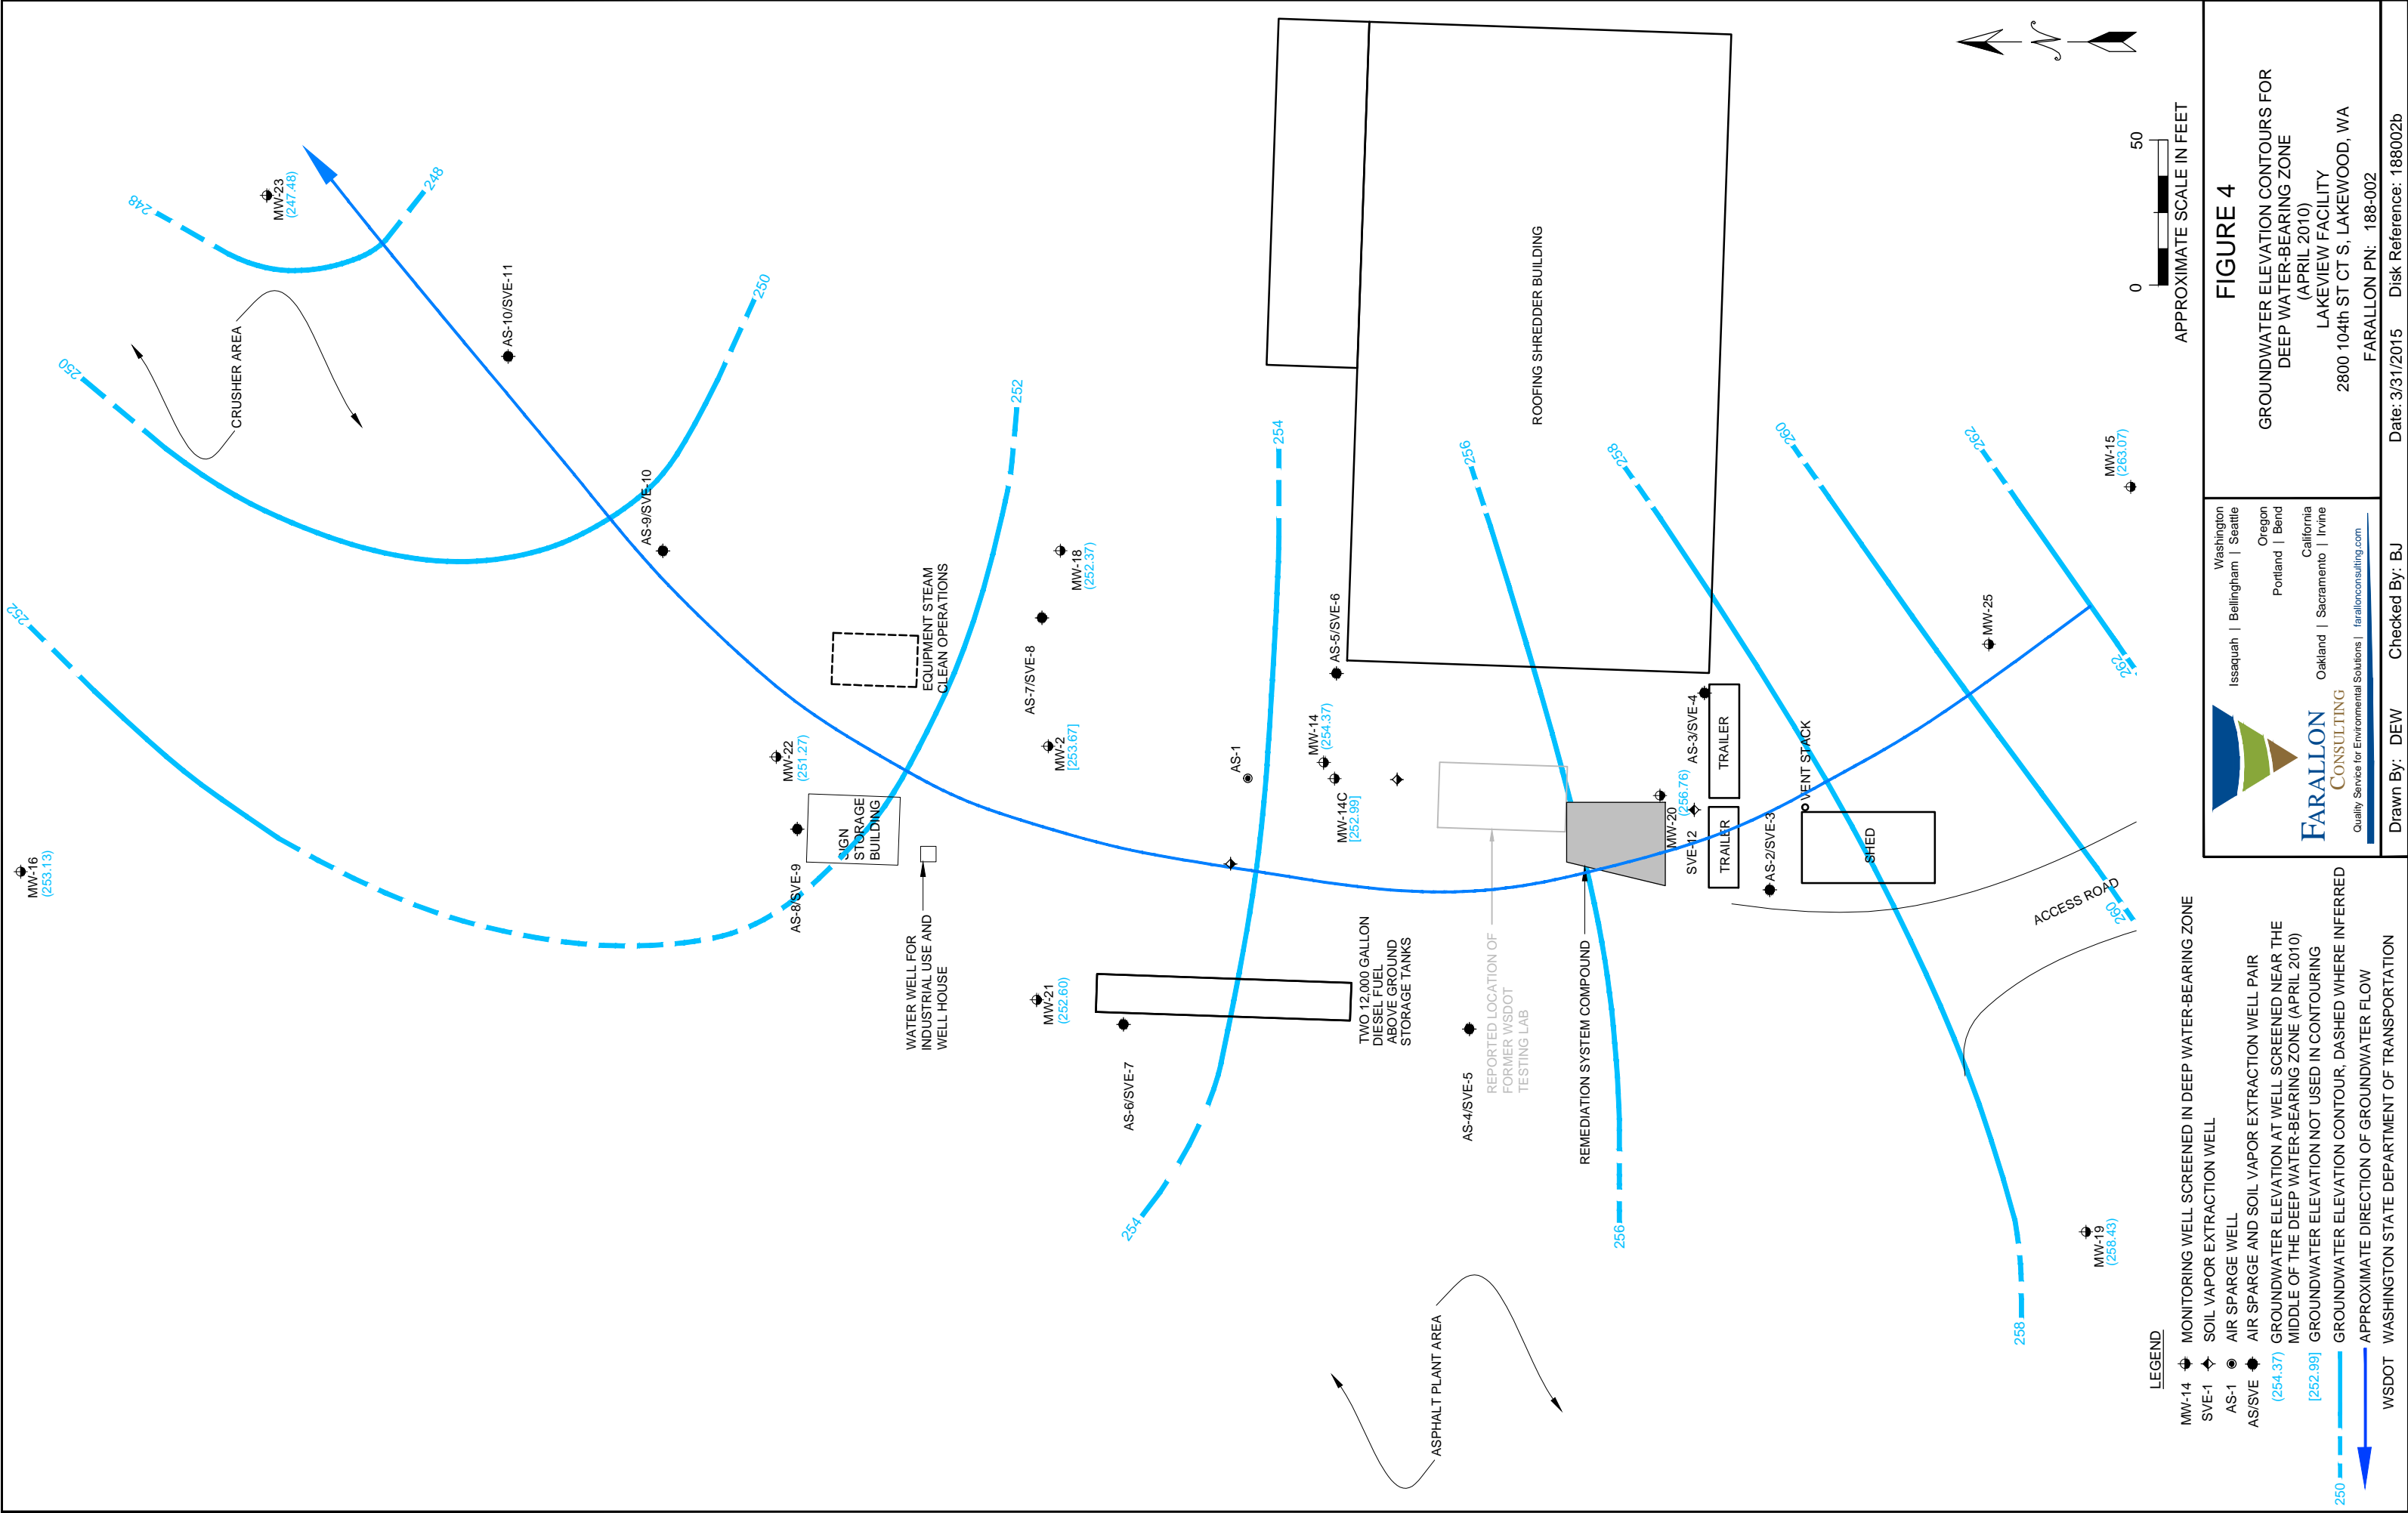 MW-16
(253.13)
252
250
CRUSHER AREA
248
MW-23
(247.48)
248
AS-10/SVE-11
250
AS-9/SVE-10
252
EQUIPMENT STEAM
CLEAN OPERATIONS
MW-22
(251.27)
SIGN
STORAGE
BUILDING
AS-8/SVE-9
WATER WELL FOR
INDUSTRIAL USE AND
WELL HOUSE
MW-18
(252.37)
AS-7/SVE-8
MW-2
[253.67]
MW-21
(252.60)
AS-6/SVE-7
254
254
AS-1
AS-5/SVE-6
MW-14
(254.37)
MW-14C
[252.99]
TWO 12,000 GALLON
DIESEL FUEL
ABOVE GROUND
STORAGE TANKS
ROOFING SHREDDER BUILDING
AS-4/SVE-5
REPORTED LOCATION OF
FORMER WSDOT
TESTING LAB
ASPHALT PLANT AREA
REMEDIATION SYSTEM COMPOUND
256
256
MW-20
(256.76)
SVE-12
AS-3/SVE-4
TRAILER
TRAILER
AS-2/SVE-3
VENT STACK
SHED
258
258
ACCESS ROAD
260
260
262
262
MW-25
MW-15
(263.07)
MW-19
(258.43)
0
50
APPROXIMATE SCALE IN FEET
LEGEND
MW-14 MONITORING WELL SCREENED IN DEEP WATER-BEARING ZONE
SVE-1 SOIL VAPOR EXTRACTION WELL
AS-1 AIR SPARGE WELL
AS/SVE AIR SPARGE AND SOIL VAPOR EXTRACTION WELL PAIR
(254.37) GROUNDWATER ELEVATION AT WELL SCREENED NEAR THE
MIDDLE OF THE DEEP WATER-BEARING ZONE (APRIL 2010)
[252.99] GROUNDWATER ELEVATION NOT USED IN CONTOURING
250 GROUNDWATER ELEVATION CONTOUR, DASHED WHERE INFERRED
APPROXIMATE DIRECTION OF GROUNDWATER FLOW
WSDOT WASHINGTON STATE DEPARTMENT OF TRANSPORTATION
FARALLON
CONSULTING
Quality Service for Environmental Solutions | farallonconsulting.com
Washington
Issaquah | Bellingham | Seattle
Oregon
Portland | Bend
California
Oakland | Sacramento | Irvine
FIGURE 4
GROUNDWATER ELEVATION CONTOURS FOR
DEEP WATER-BEARING ZONE
(APRIL 2010)
LAKEVIEW FACILITY
2800 104th ST CT S, LAKEWOOD, WA
FARALLON PN: 188-002
Drawn By: DEW Checked By: BJ Date: 3/31/2015 Disk Reference: 188002b